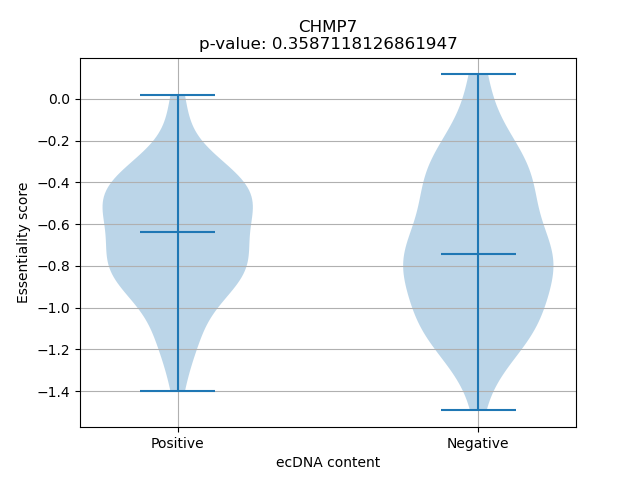 CHMP7
p-value: 0.3587118126861947
0.0
−0.2
−0.4
−0.6
−0.8
−1.0
−1.2
−1.4
Essentiality score
Positive
Negative
ecDNA content